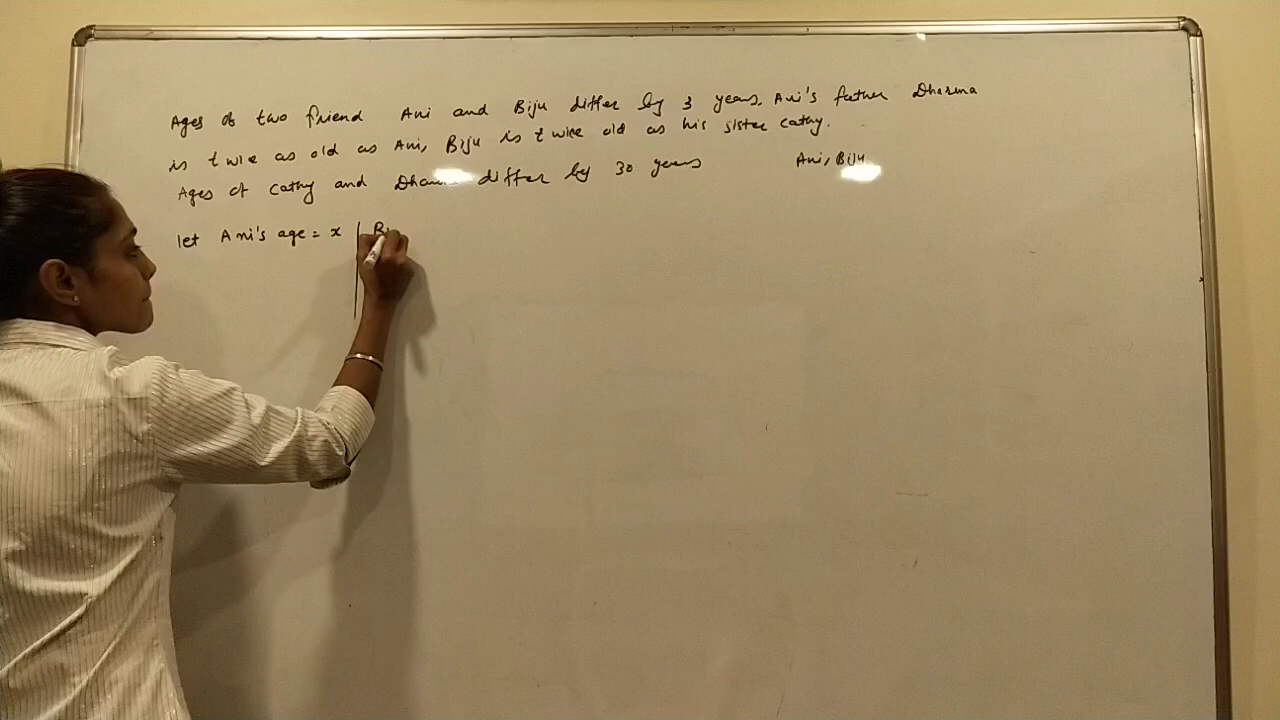 Ages of two friend Ani and Biju differ by 3 years. Ani's father Dharma
is twice as old as Ani, Biju is twice old as his sister Cathy.
Ages of Cathy and differ by 30 years
Ani, Biju
let Ani's age = x